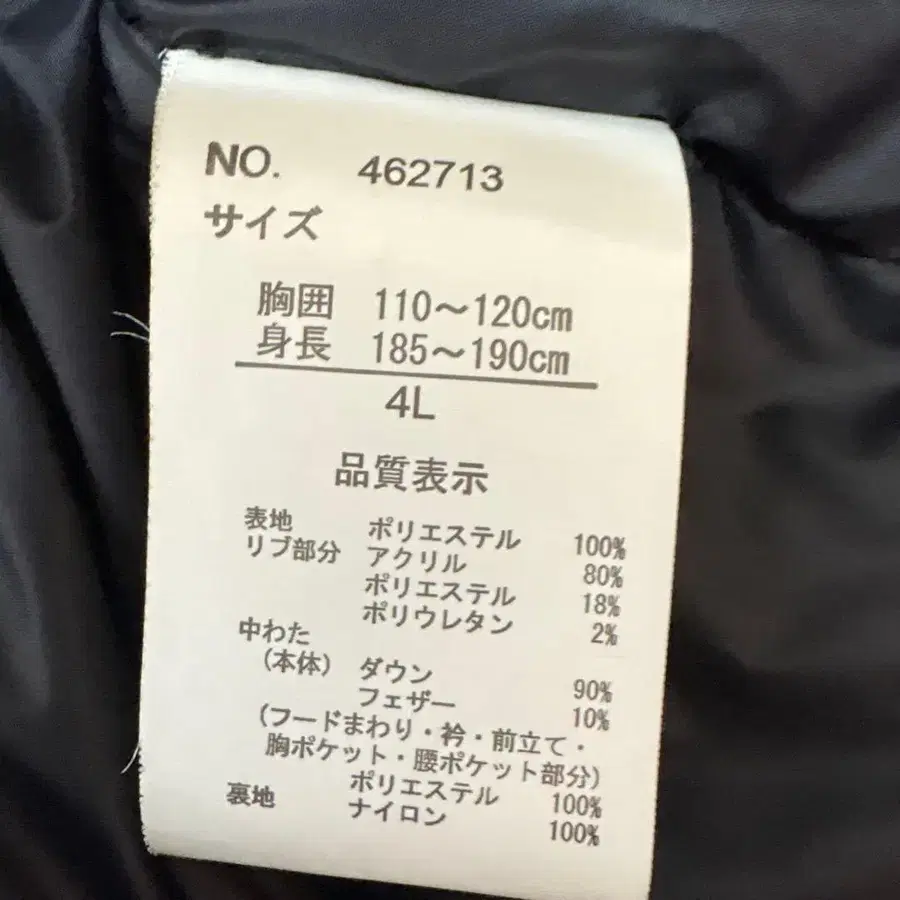 NO. 462713
サイズ
胸囲 110～120cm
身長 185～190cm
4L
品質表示
表地 ポリエステル 100%
リブ部分 アクリル 80%
ポリエステル 18%
ポリウレタン 2%
中わた
（本体） ダウン 90%
フェザー 10%
（フードまわり・衿・前立て・
胸ポケット・腰ポケット部分）
ポリエステル 100%
裏地 ナイロン 100%